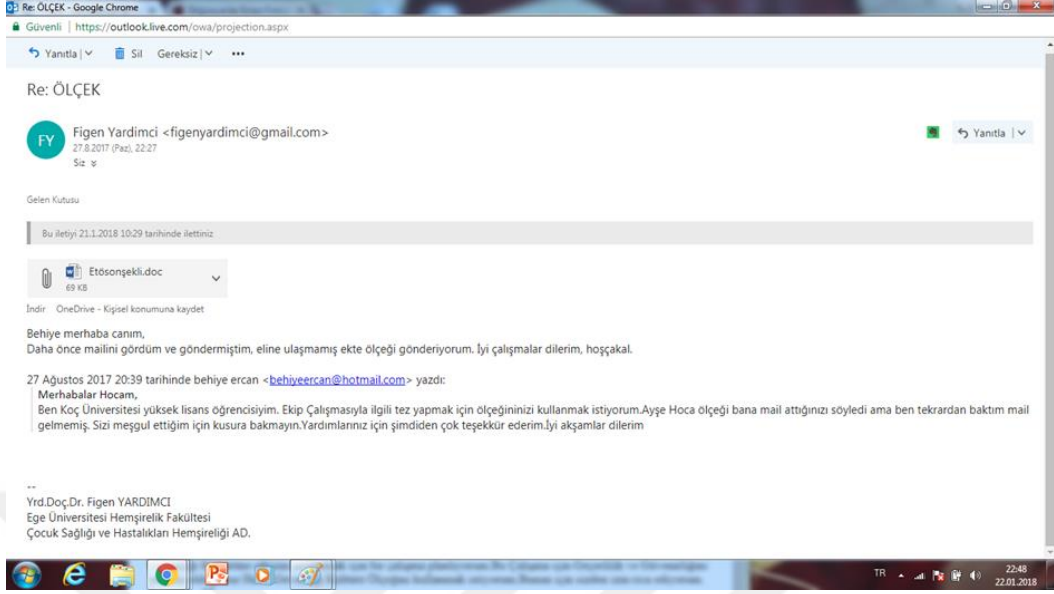 Re: ÖLÇEK - Google Chrome
Güvenli | https://outlook.live.com/owa/projection.aspx
Yanıtla | Sil Gereksiz | •••
Re: ÖLÇEK
FY
Figen Yardimci <figenyardimci@gmail.com>
27.8.2017 (Paz), 22:27
Siz
Yanıtla |
Gelen Kutusu
Bu iletiyi 21.1.2018 10:29 tarihinde ilettiniz
Etösonşekli.doc
69 KB
İndir OneDrive - Kişisel konumuna kaydet
Behiye merhaba canım,
Daha önce mailini gördüm ve göndermiştim, eline ulaşmamış ekte ölçeği gönderiyorum. İyi çalışmalar dilerim, hoşçakal.
27 Ağustos 2017 20:39 tarihinde behiye ercan <behiyeercan@hotmail.com> yazdı:
Merhabalar Hocam,
Ben Koç Üniversitesi yüksek lisans öğrencisiyim. Ekip Çalışmasıyla ilgili tez yapmak için ölçeğininizi kullanmak istiyorum.Ayşe Hoca ölçeği bana mail attığınızı söyledi ama ben tekrardan baktım mail
gelmemiş. Sizi meşgul ettiğim için kusura bakmayın.Yardımlarınız için şimdiden çok teşekkür ederim.İyi akşamlar dilerim
--
Yrd.Doç.Dr. Figen YARDIMCI
Ege Üniversitesi Hemşirelik Fakültesi
Çocuk Sağlığı ve Hastalıkları Hemşireliği AD.
TR
22:48
22.01.2018